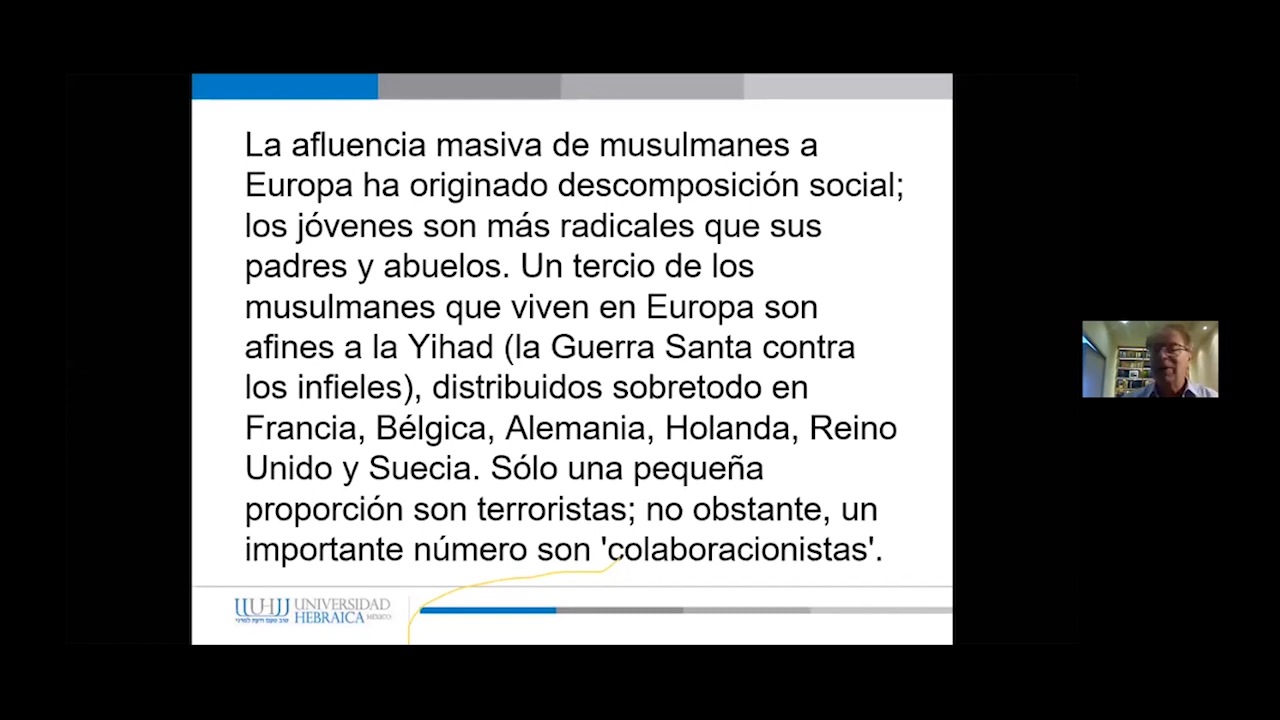 La afluencia masiva de musulmanes a
Europa ha originado descomposición social;
los jóvenes son más radicales que sus
padres y abuelos. Un tercio de los
musulmanes que viven en Europa son
afines a la Yihad (la Guerra Santa contra
los infieles), distribuidos sobretodo en
Francia, Bélgica, Alemania, Holanda, Reino
Unido y Suecia. Sólo una pequeña
proporción son terroristas; no obstante, un
importante número son 'colaboracionistas'.
UNIVERSIDAD
HEBRAICA MÉXICO